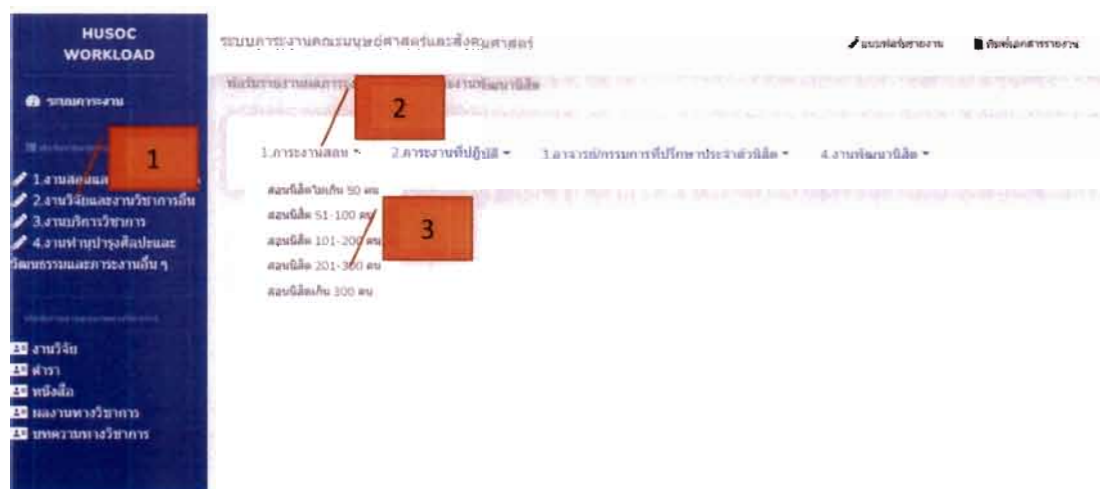 HUSOC
WORKLOAD
ระบบภาระงานคณะมนุษย์ศาสตร์และสังคมศาสตร์
แบบฟอร์มรายงาน
พิมพ์เอกสารรายงาน
ระบบภาระงาน
1
2
3
1.งานสอนและ
2.งานวิจัยและงานวิชาการอื่น
3.งานบริการวิชาการ
4.งานทำนุบำรุงศิลปะและ
วัฒนธรรมและภาระงานอื่น ๆ
งานวิจัย
ตำรา
หนังสือ
ผลงานทางวิชาการ
บทความทางวิชาการ
1.ภาระงานสอน
2.ภาระงานที่ปฏิบัติ
3.อาจารย์/กรรมการที่ปรึกษาประจำตัวนิสิต
4.งานพัฒนานิสิต
สอนนิสิตไม่เกิน 50 คน
สอนนิสิต 51-100 คน
สอนนิสิต 101-200 คน
สอนนิสิต 201-300 คน
สอนนิสิตเกิน 300 คน